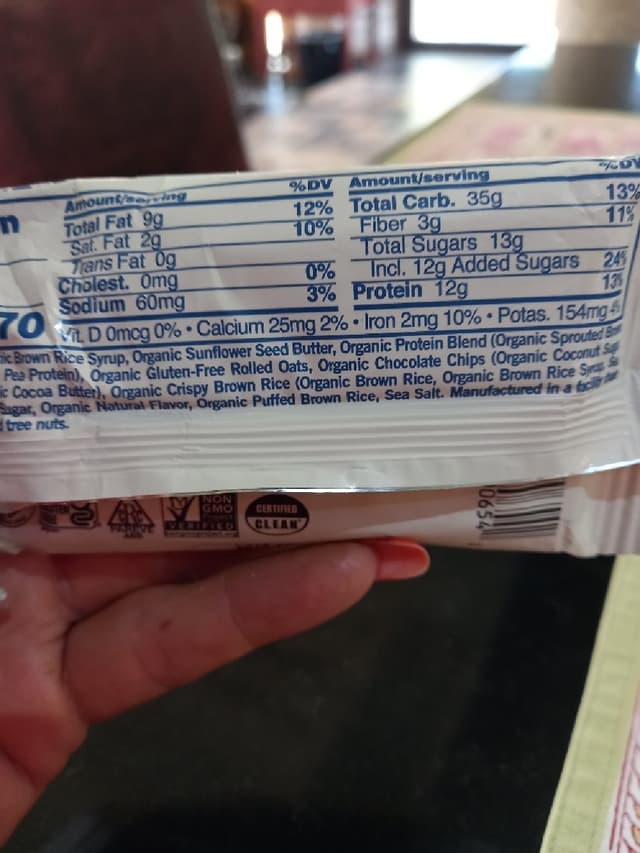 n
70
Amount/serving %DV
Total Fat 9g 12%
Sat. Fat 2g 10%
Trans Fat 0g
Cholest. 0mg 0%
Sodium 60mg 3%
Amount/serving %DV
Total Carb. 35g 13%
Fiber 3g 11%
Total Sugars 13g
Incl. 12g Added Sugars 24%
Protein 12g 13%
Vit. D 0mcg 0% • Calcium 25mg 2% • Iron 2mg 10% • Potas. 154mg 4
Brown Rice Syrup, Organic Sunflower Seed Butter, Organic Protein Blend (Organic Sprouted
Pea Protein), Organic Gluten-Free Rolled Oats, Organic Chocolate Chips (Organic Coconut
Cocoa Butter), Organic Crispy Brown Rice (Organic Brown Rice, Organic Brown Rice Syrup,
Sugar, Organic Natural Flavor, Organic Puffed Brown Rice, Sea Salt. Manufactured in a
tree nuts.
NON
GMO
VERIFIED
CERTIFIED
CLEAN